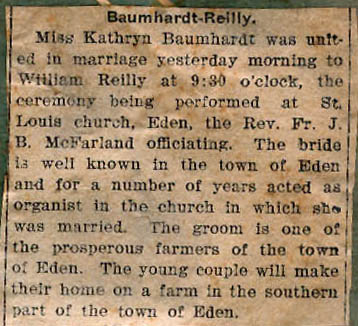 Baumhardt-Reilly.
Miss Kathryn Baumhardt was unit-
ed in marriage yesterday morning to
William Reilly at 9:30 o'clock, the
ceremony being performed at St.
Louis church, Eden, the Rev. Fr. J.
B. McFarland officiating. The bride
is well known in the town of Eden
and for a number of years acted as
organist in the church in which she
was married. The groom is one of
the prosperous farmers of the town
of Eden. The young couple will make
their home on a farm in the southern
part of the town of Eden.